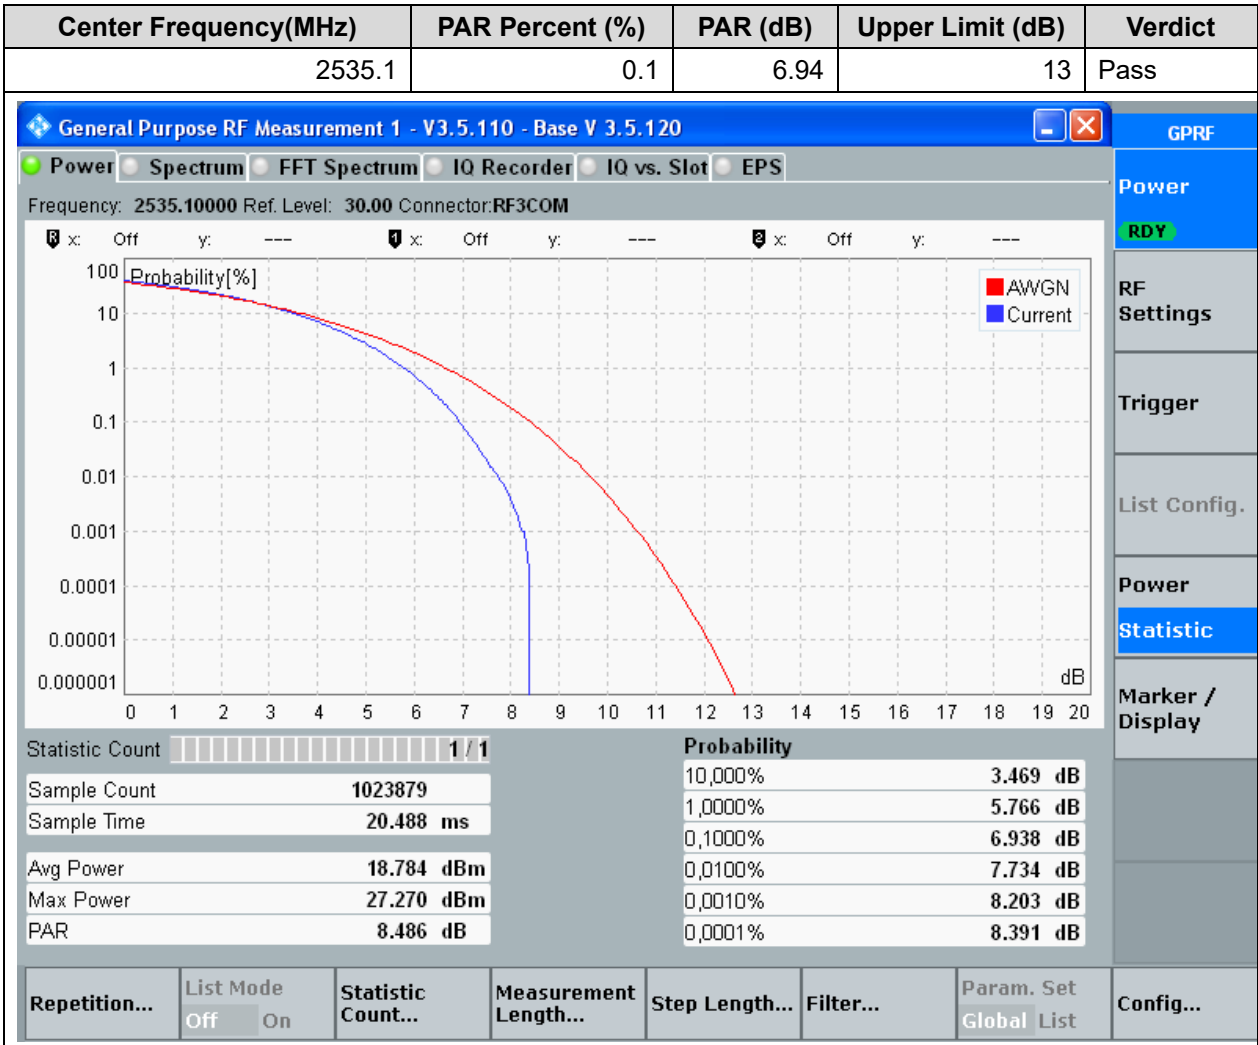 Center Frequency(MHz) PAR Percent (%) PAR (dB) Upper Limit (dB) Verdict
2535.1 0.1 6.94 13 Pass
General Purpose RF Measurement 1 - V3.5.110 - Base V 3.5.120
GPRF
Power Spectrum FFT Spectrum IQ Recorder IQ vs. Slot EPS
Frequency: 2535.10000 Ref. Level: 30.00 Connector:RF3COM
R x: Off y: --- 1 x: Off y: --- 2 x: Off y: ---
Probability[%]
100
10
1
0.1
0.01
0.001
0.0001
0.00001
0.000001
AWGN
Current
dB
0 1 2 3 4 5 6 7 8 9 10 11 12 13 14 15 16 17 18 19 20
Statistic Count 1 / 1
Sample Count 1023879
Sample Time 20.488 ms
Avg Power 18.784 dBm
Max Power 27.270 dBm
PAR 8.486 dB
Probability
10,000% 3.469 dB
1,0000% 5.766 dB
0,1000% 6.938 dB
0,0100% 7.734 dB
0,0010% 8.203 dB
0,0001% 8.391 dB
Power
RDY
RF
Settings
Trigger
List Config.
Power
Statistic
Marker /
Display
Repetition...
List Mode
Off On
Statistic
Count...
Measurement
Length...
Step Length...
Filter...
Param. Set
Global List
Config...